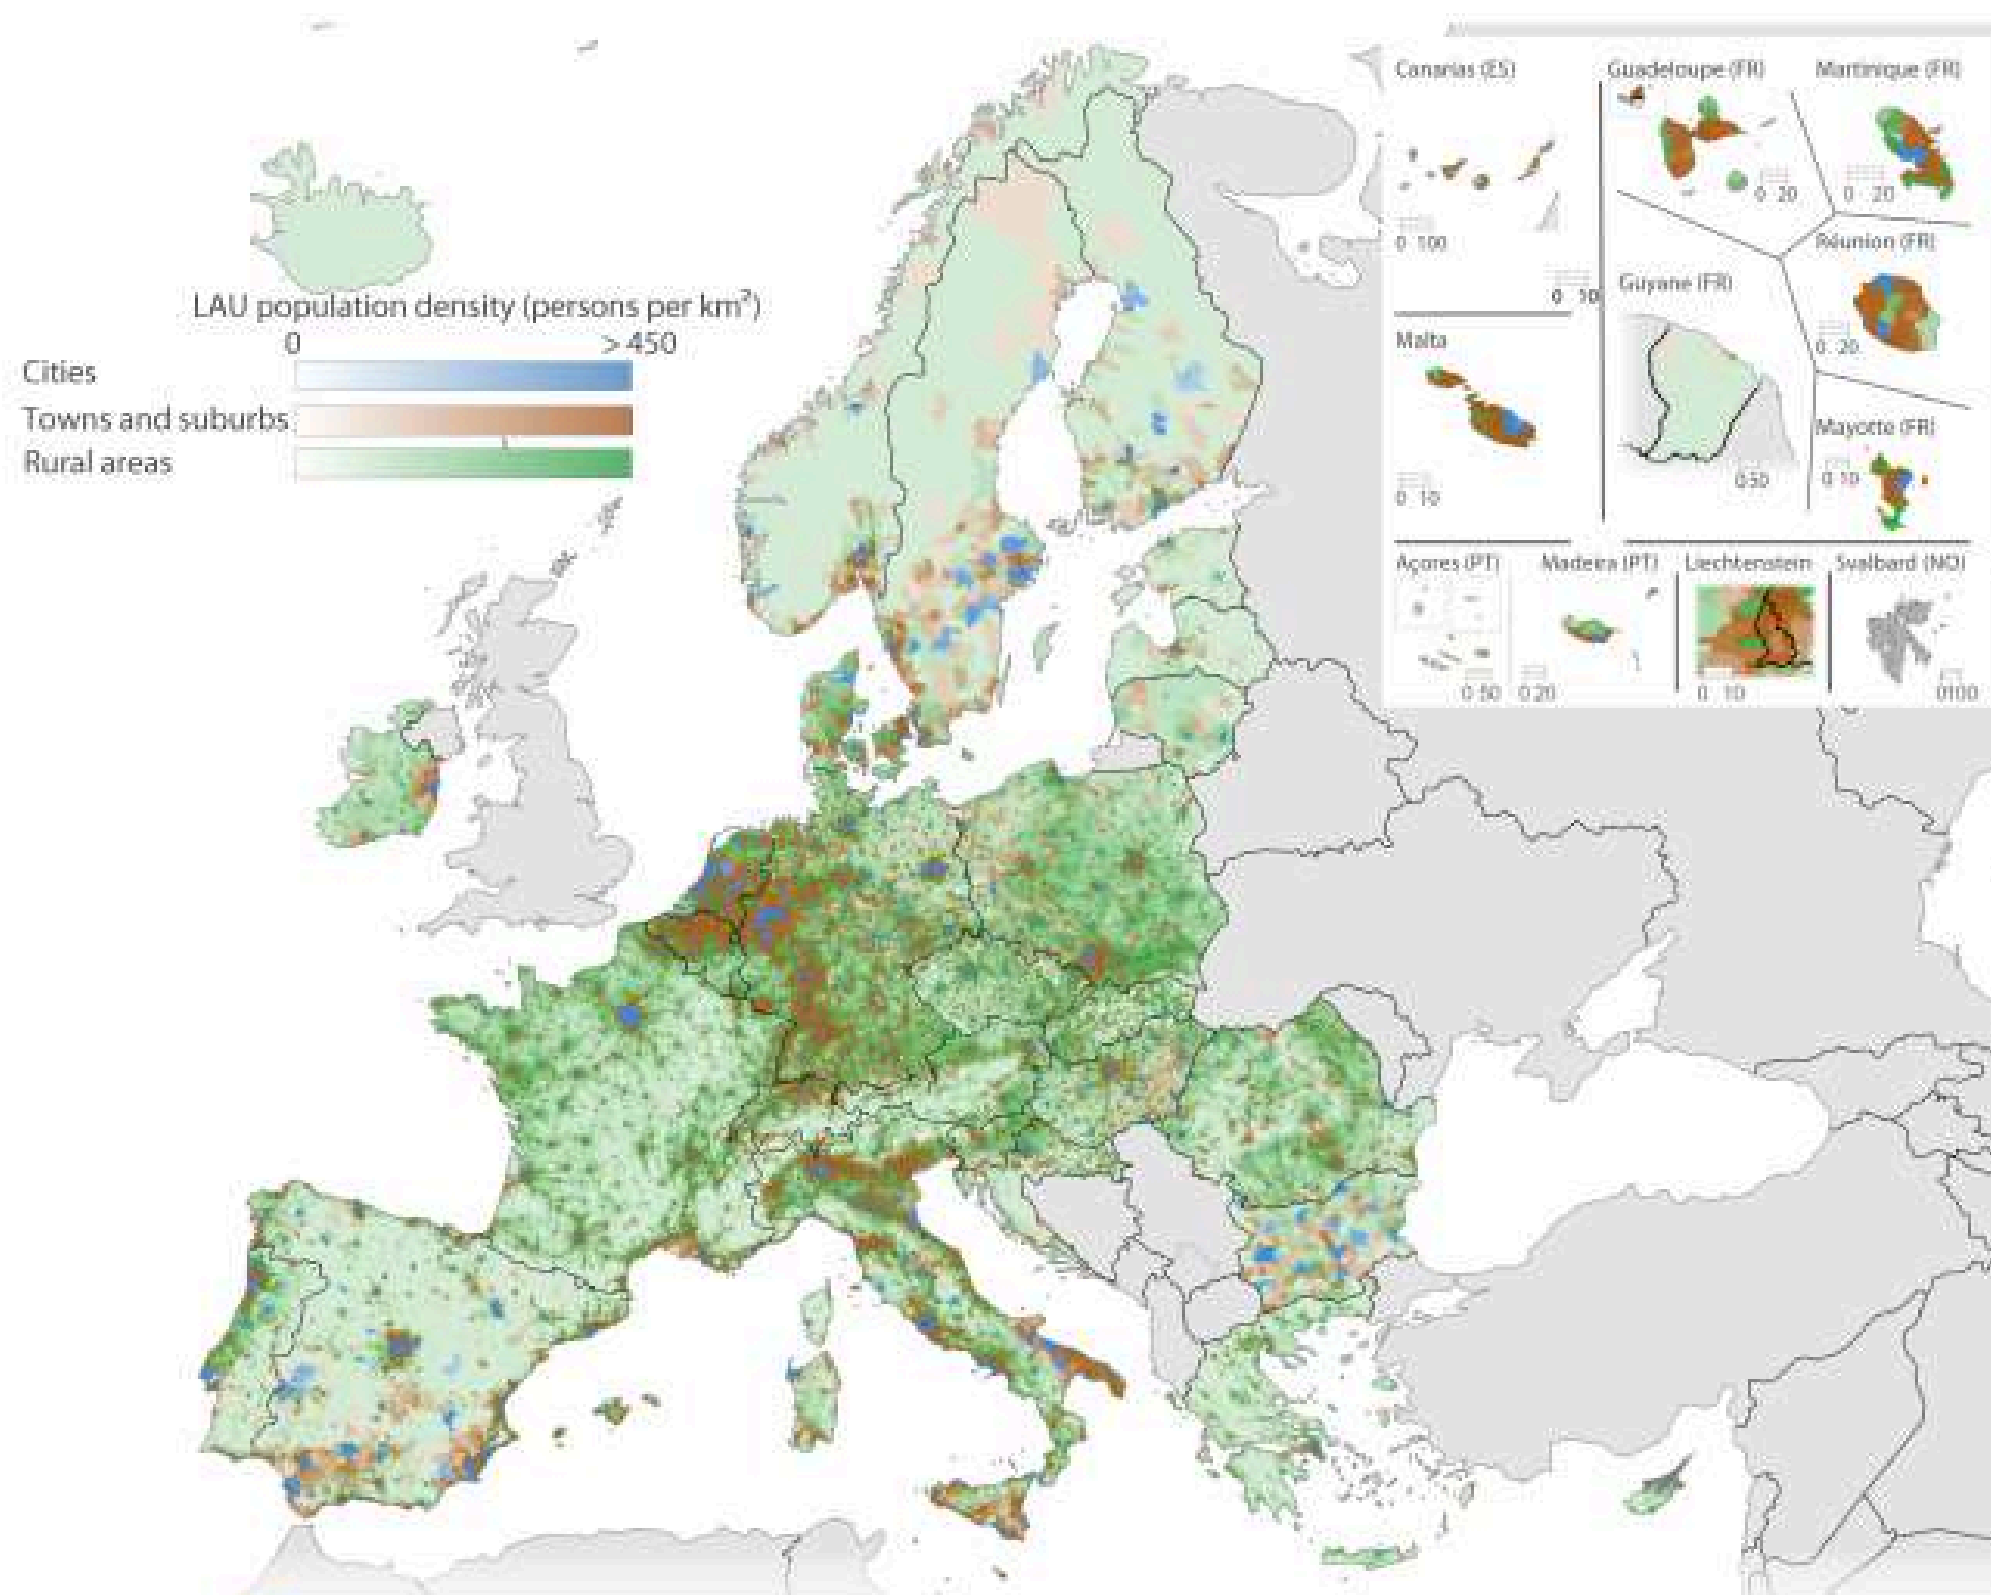 LAU population density (persons per km²)
0 > 450
Cities
Towns and suburbs
Rural areas
Canarias (ES)
0 100
0 10
Guadeloupe (FR)
0 20
Martinique (FR)
0 20
Guyane (FR)
0 50
Réunion (FR)
0 20
Malta
0 10
Mayotte (FR)
0 10
Açores (PT)
0 50
Madeira (PT)
0 20
Liechtenstein
0 10
Svalbard (NO)
0100